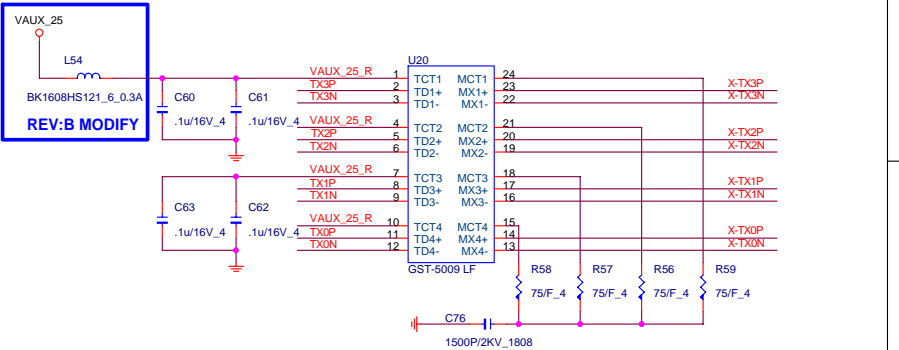 VAUX_25
L54
BK1608HS121_6_0.3A
REV:B MODIFY
C60
.1u/16V_4
C61
.1u/16V_4
C63
.1u/16V_4
C62
.1u/16V_4
VAUX_25_R
TX3P
TX3N
VAUX_25_R
TX2P
TX2N
VAUX_25_R
TX1P
TX1N
VAUX_25_R
TX0P
TX0N
U20
1 TCT1 MCT1 24
2 TD1+ MX1+ 23
3 TD1- MX1- 22
4 TCT2 MCT2 21
5 TD2+ MX2+ 20
6 TD2- MX2- 19
7 TCT3 MCT3 18
8 TD3+ MX3+ 17
9 TD3- MX3- 16
10 TCT4 MCT4 15
11 TD4+ MX4+ 14
12 TD4- MX4- 13
GST-5009 LF
X-TX3P
X-TX3N
X-TX2P
X-TX2N
X-TX1P
X-TX1N
X-TX0P
X-TX0N
R58
75/F_4
R57
75/F_4
R56
75/F_4
R59
75/F_4
C76
1500P/2KV_1808